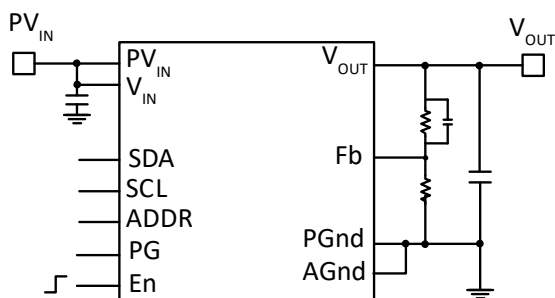 PV_IN
V_OUT
PV_IN
V_IN
V_OUT
SDA
Fb
SCL
ADDR
PG
PGnd
En
AGnd